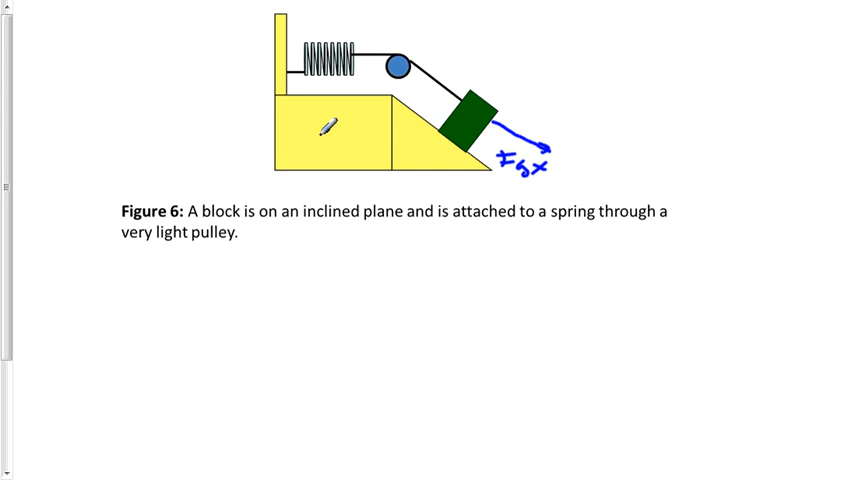 Figure 6: A block is on an inclined plane and is attached to a spring through a
very light pulley.